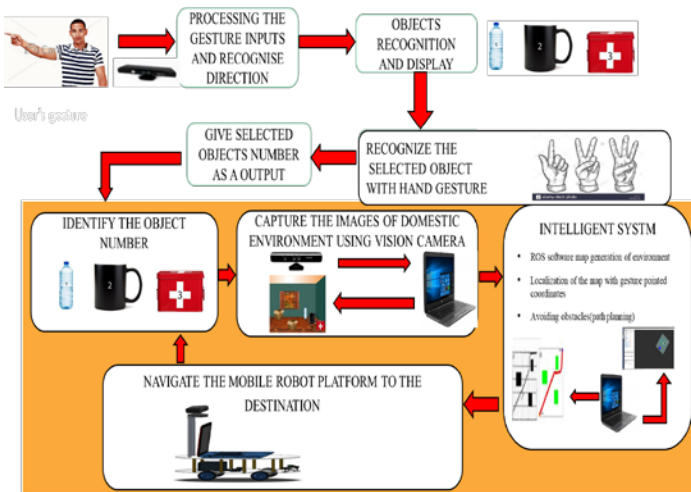 PROCESSING THE
GESTURE INPUTS
AND RECOGNISE
DIRECTION
OBJECTS
RECOGNITION
AND DISPLAY
2
3
User's gesture
GIVE SELECTED
OBJECTS NUMBER
AS A OUTPUT
RECOGNIZE THE
SELECTED OBJECT
WITH HAND GESTURE
IDENTIFY THE OBJECT
NUMBER
2
3
CAPTURE THE IMAGES OF DOMESTIC
ENVIRONMENT USING VISION CAMERA
INTELLIGENT SYSTM
• ROS software map generation of environment
• Localization of the map with gesture pointed
coordinates
• Avoiding obstacles(path planning)
NAVIGATE THE MOBILE ROBOT PLATFORM TO THE
DESTINATION